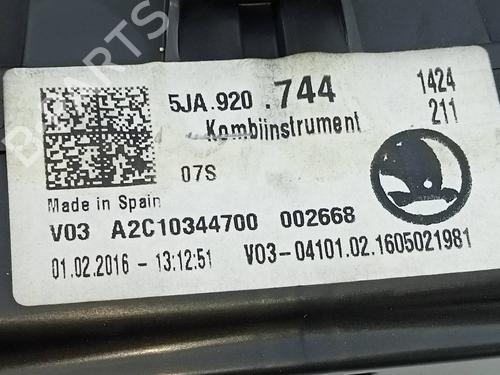 5JA.920 .744 1424
Kombiinstrument 211
07S
Made in Spain
V03 A2C10344700 002668
01.02.2016 - 13:12:51 V03-04101.02.1605021981